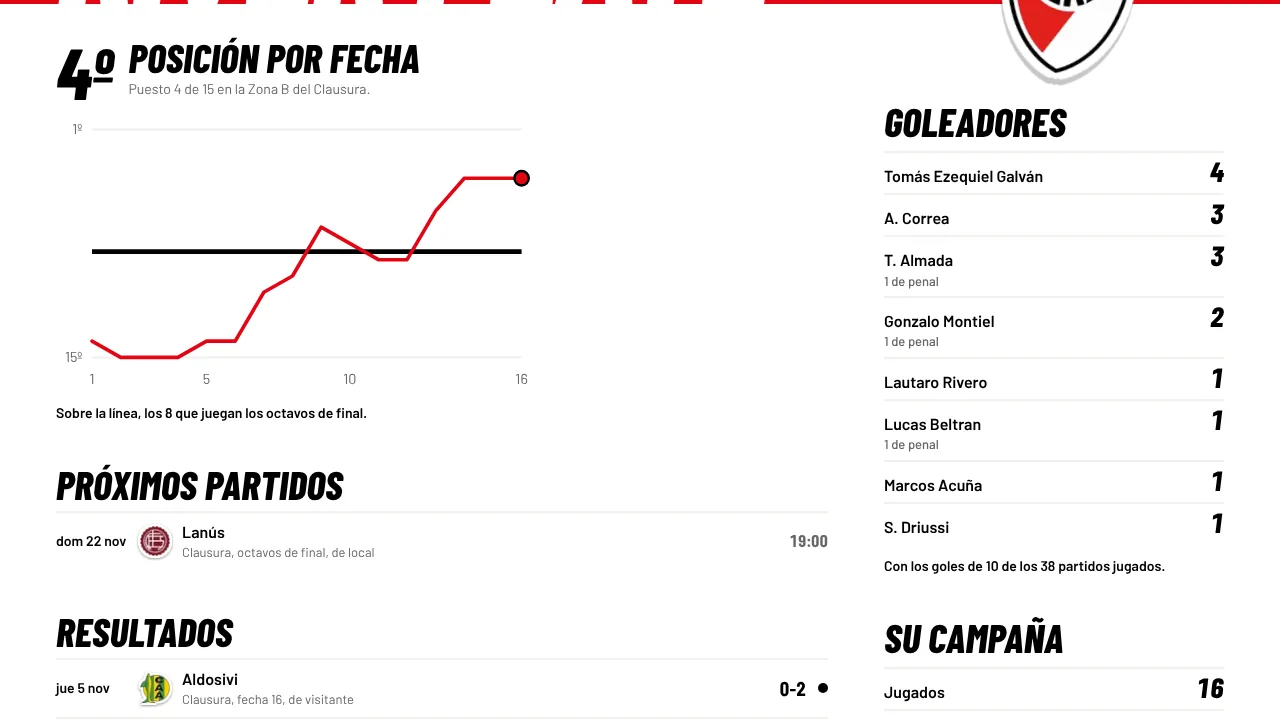 4º
POSICIÓN POR FECHA
Puesto 4 de 15 en la Zona B del Clausura.
1º
15º
1 5 10 16
Sobre la línea, los 8 que juegan los octavos de final.
PRÓXIMOS PARTIDOS
dom 22 nov
Lanús
Clausura, octavos de final, de local
19:00
RESULTADOS
jue 5 nov
Aldosivi
Clausura, fecha 16, de visitante
0-2
GOLEADORES
Tomás Ezequiel Galván 4
A. Correa 3
T. Almada 3
1 de penal
Gonzalo Montiel 2
1 de penal
Lautaro Rivero 1
Lucas Beltran 1
1 de penal
Marcos Acuña 1
S. Driussi 1
Con los goles de 10 de los 38 partidos jugados.
SU CAMPAÑA
Jugados 16